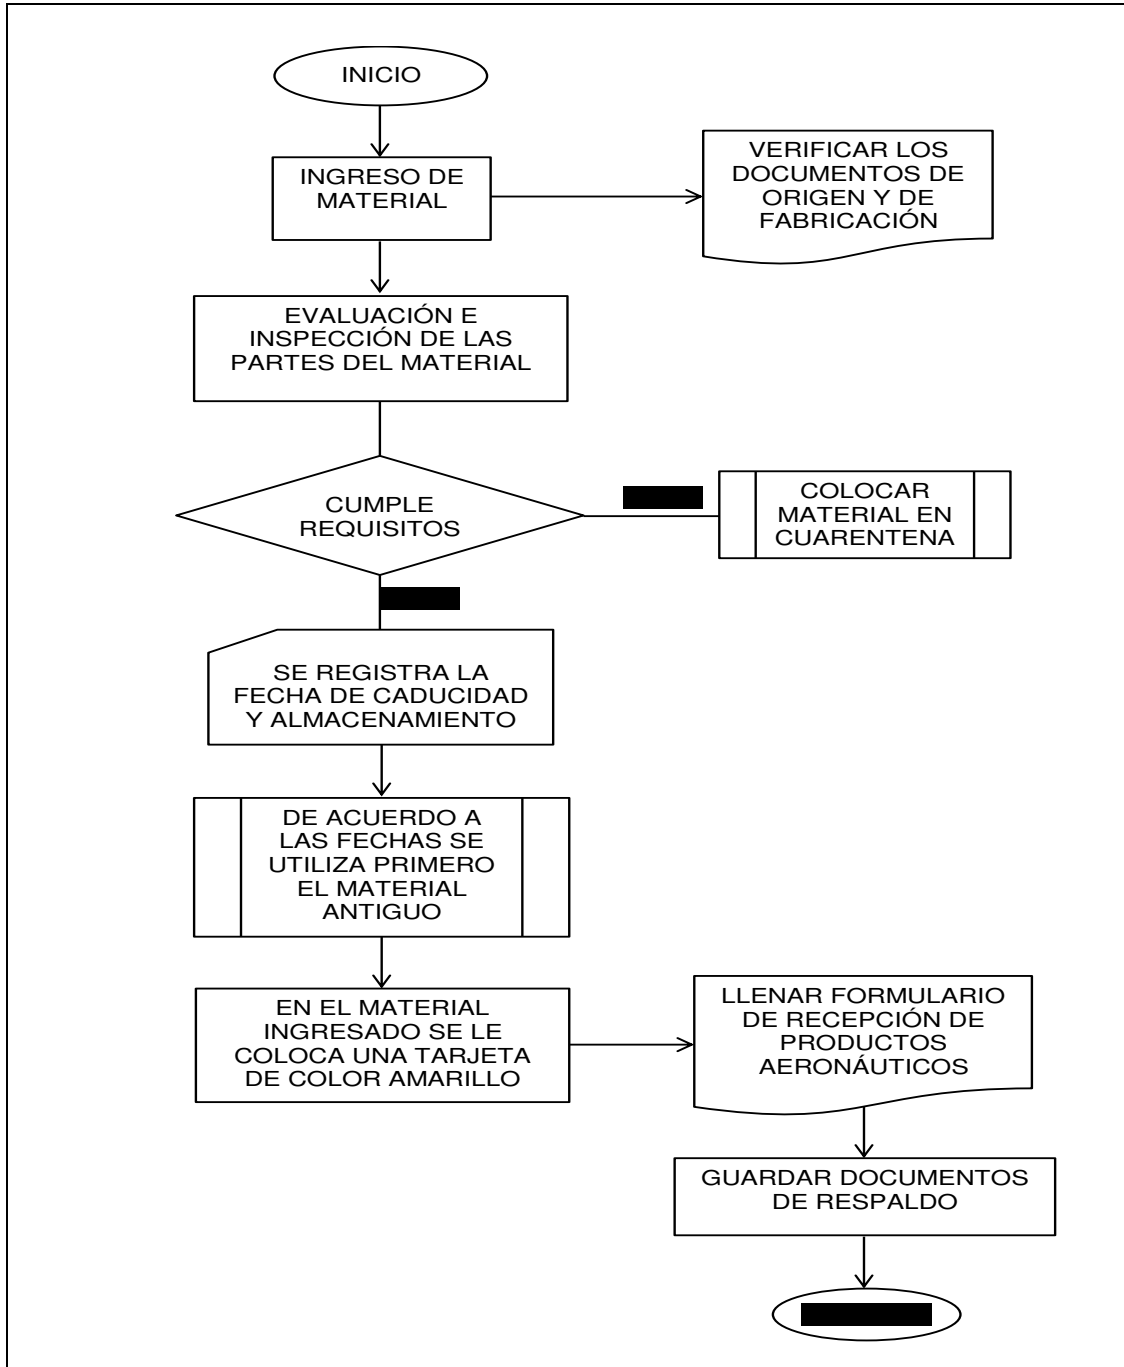 INICIO
INGRESO DE
MATERIAL
VERIFICAR LOS
DOCUMENTOS DE
ORIGEN Y DE
FABRICACIÓN
EVALUACIÓN E
INSPECCIÓN DE LAS
PARTES DEL MATERIAL
CUMPLE
REQUISITOS
COLOCAR
MATERIAL EN
CUARENTENA
SE REGISTRA LA
FECHA DE CADUCIDAD
Y ALMACENAMIENTO
DE ACUERDO A
LAS FECHAS SE
UTILIZA PRIMERO
EL MATERIAL
ANTIGUO
EN EL MATERIAL
INGRESADO SE LE
COLOCA UNA TARJETA
DE COLOR AMARILLO
LLENAR FORMULARIO
DE RECEPCIÓN DE
PRODUCTOS
AERONÁUTICOS
GUARDAR DOCUMENTOS
DE RESPALDO